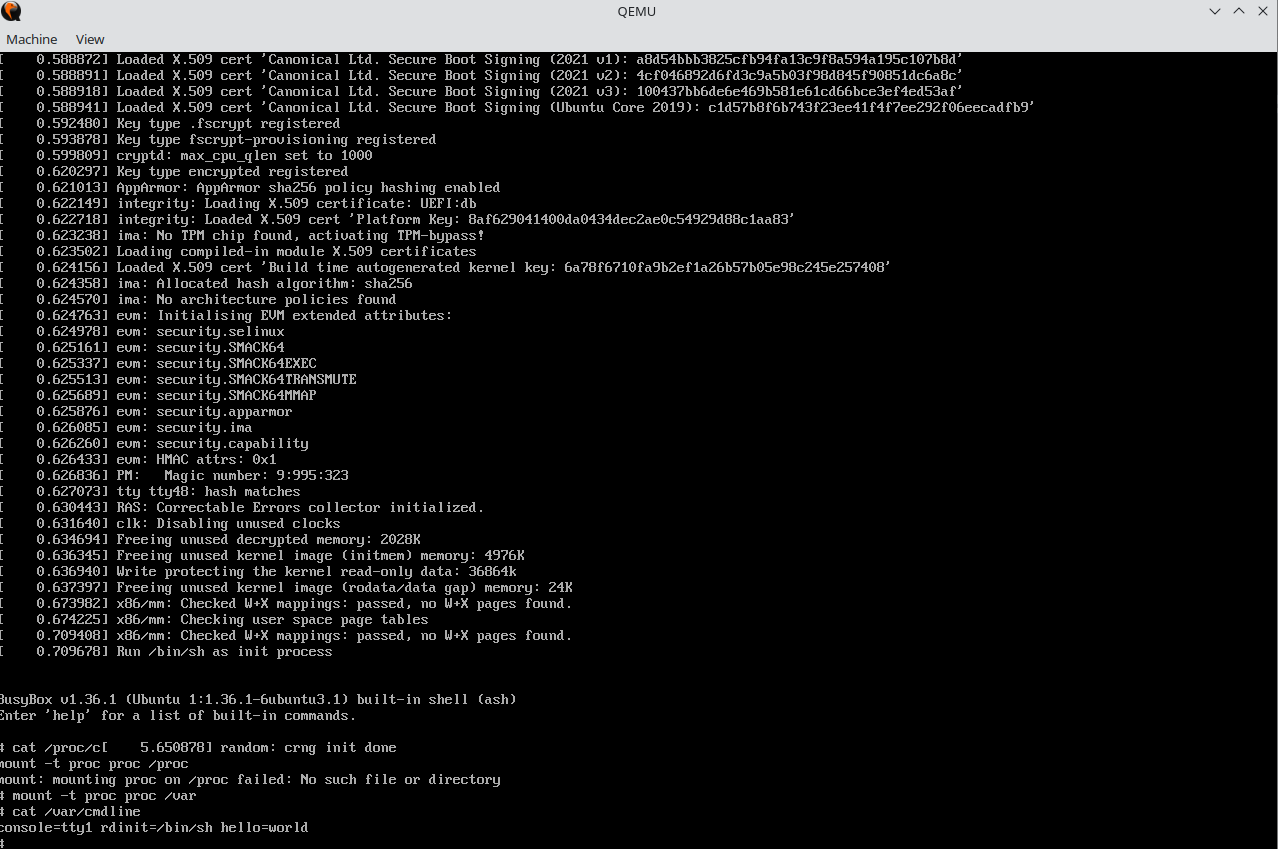 QEMU
Machine View
[    0.588872] Loaded X.509 cert 'Canonical Ltd. Secure Boot Signing (2021 v1): a8d54bbb3825cfb94fa13c9f8a594a195c107b8d'
[    0.588891] Loaded X.509 cert 'Canonical Ltd. Secure Boot Signing (2021 v2): 4cf046892d6fd3c9a5b03f98d845f90851dc6a8c'
[    0.588918] Loaded X.509 cert 'Canonical Ltd. Secure Boot Signing (2021 v3): 100437bb6de6e469b581e61cd66bce3ef4ed53af'
[    0.588941] Loaded X.509 cert 'Canonical Ltd. Secure Boot Signing (Ubuntu Core 2019): c1d57b8f6b743f23ee41f4f7ee292f06eecadfb9'
[    0.592480] Key type .fscrypt registered
[    0.593878] Key type fscrypt-provisioning registered
[    0.599809] cryptd: max_cpu_qlen set to 1000
[    0.620297] Key type encrypted registered
[    0.621013] AppArmor: AppArmor sha256 policy hashing enabled
[    0.622149] integrity: Loading X.509 certificate: UEFI:db
[    0.622718] integrity: Loaded X.509 cert 'Platform Key: 8af629041400da0434dec2ae0c54929d88c1aa83'
[    0.623238] ima: No TPM chip found, activating TPM-bypass!
[    0.623502] Loading compiled-in module X.509 certificates
[    0.624156] Loaded X.509 cert 'Build time autogenerated kernel key: 6a78f6710fa9b2ef1a26b57b05e98c245e257408'
[    0.624358] ima: Allocated hash algorithm: sha256
[    0.624570] ima: No architecture policies found
[    0.624763] evm: Initialising EVM extended attributes:
[    0.624978] evm: security.selinux
[    0.625161] evm: security.SMACK64
[    0.625337] evm: security.SMACK64EXEC
[    0.625513] evm: security.SMACK64TRANSMUTE
[    0.625689] evm: security.SMACK64MMAP
[    0.625876] evm: security.apparmor
[    0.626085] evm: security.ima
[    0.626260] evm: security.capability
[    0.626433] evm: HMAC attrs: 0x1
[    0.626836] PM:   Magic number: 9:995:323
[    0.627073] tty tty48: hash matches
[    0.630443] RAS: Correctable Errors collector initialized.
[    0.631640] clk: Disabling unused clocks
[    0.634694] Freeing unused decrypted memory: 2028K
[    0.636345] Freeing unused kernel image (initmem) memory: 4976K
[    0.636940] Write protecting the kernel read-only data: 36864k
[    0.637397] Freeing unused kernel image (rodata/data gap) memory: 24K
[    0.673982] x86/mm: Checked W+X mappings: passed, no W+X pages found.
[    0.674225] x86/mm: Checking user space page tables
[    0.709408] x86/mm: Checked W+X mappings: passed, no W+X pages found.
[    0.709678] Run /bin/sh as init process
BusyBox v1.36.1 (Ubuntu 1:1.36.1-6ubuntu3.1) built-in shell (ash)
Enter 'help' for a list of built-in commands.
# cat /proc/c[    5.650878] random: crng init done
mount -t proc proc /proc
mount: mounting proc on /proc failed: No such file or directory
# mount -t proc proc /var
# cat /var/cmdline
console=tty1 rdinit=/bin/sh hello=world
#